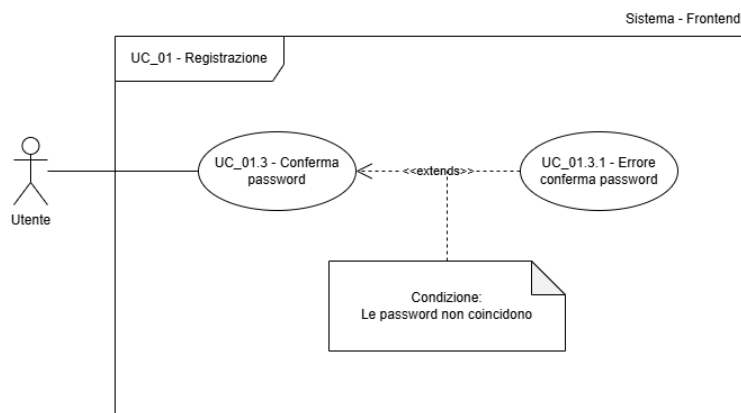 Sistema - Frontend
UC_01 - Registrazione
UC_01.3 - Conferma
password
<<extends>>
UC_01.3.1 - Errore
conferma password
Utente
Condizione:
Le password non coincidono